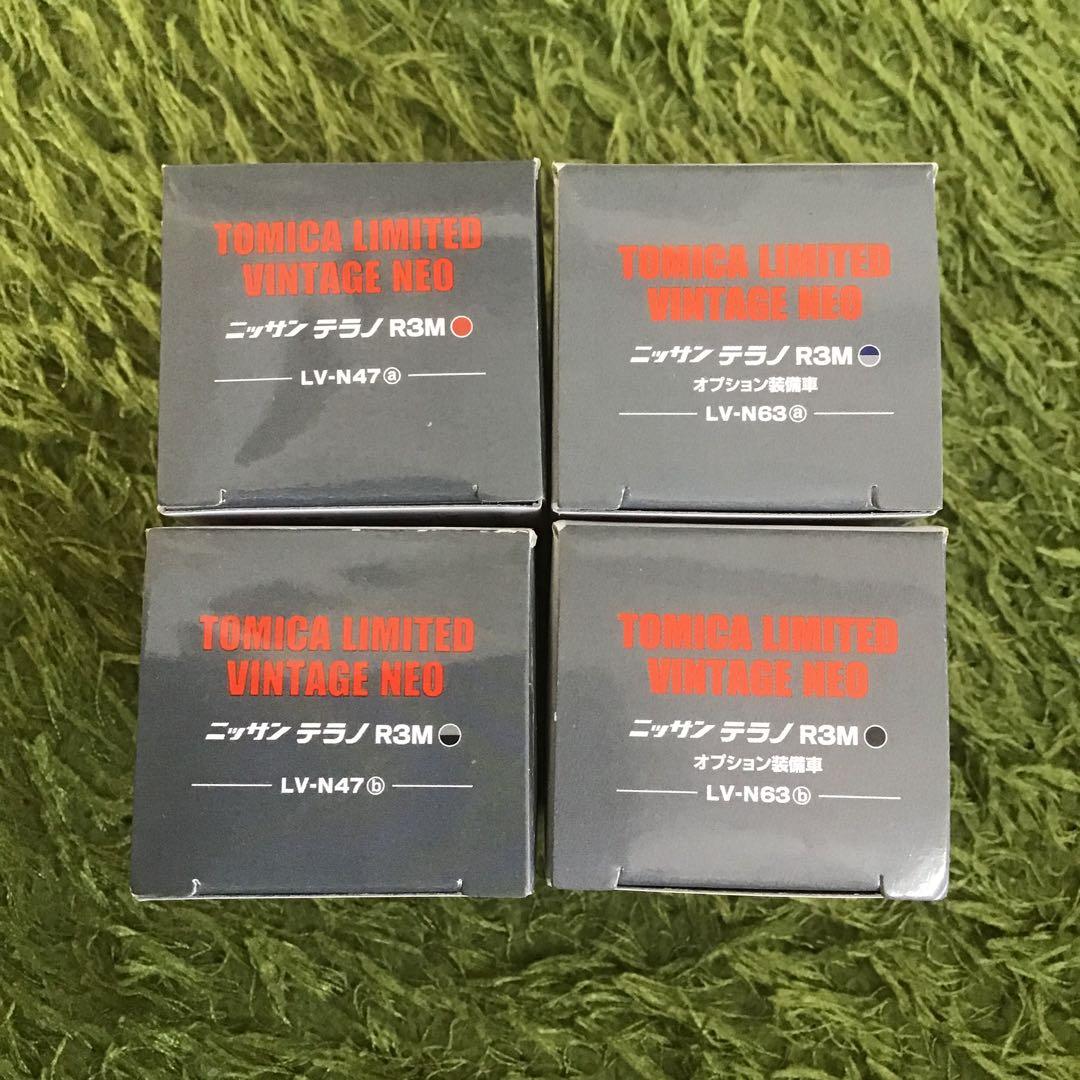 TOMICA LIMITED
VINTAGE NEO
ニッサン テラノ R3M
LV-N47ⓐ
TOMICA LIMITED
VINTAGE NEO
ニッサン テラノ R3M
オプション装備車
LV-N63ⓐ
TOMICA LIMITED
VINTAGE NEO
ニッサン テラノ R3M
LV-N47ⓑ
TOMICA LIMITED
VINTAGE NEO
ニッサン テラノ R3M
オプション装備車
LV-N63ⓑ